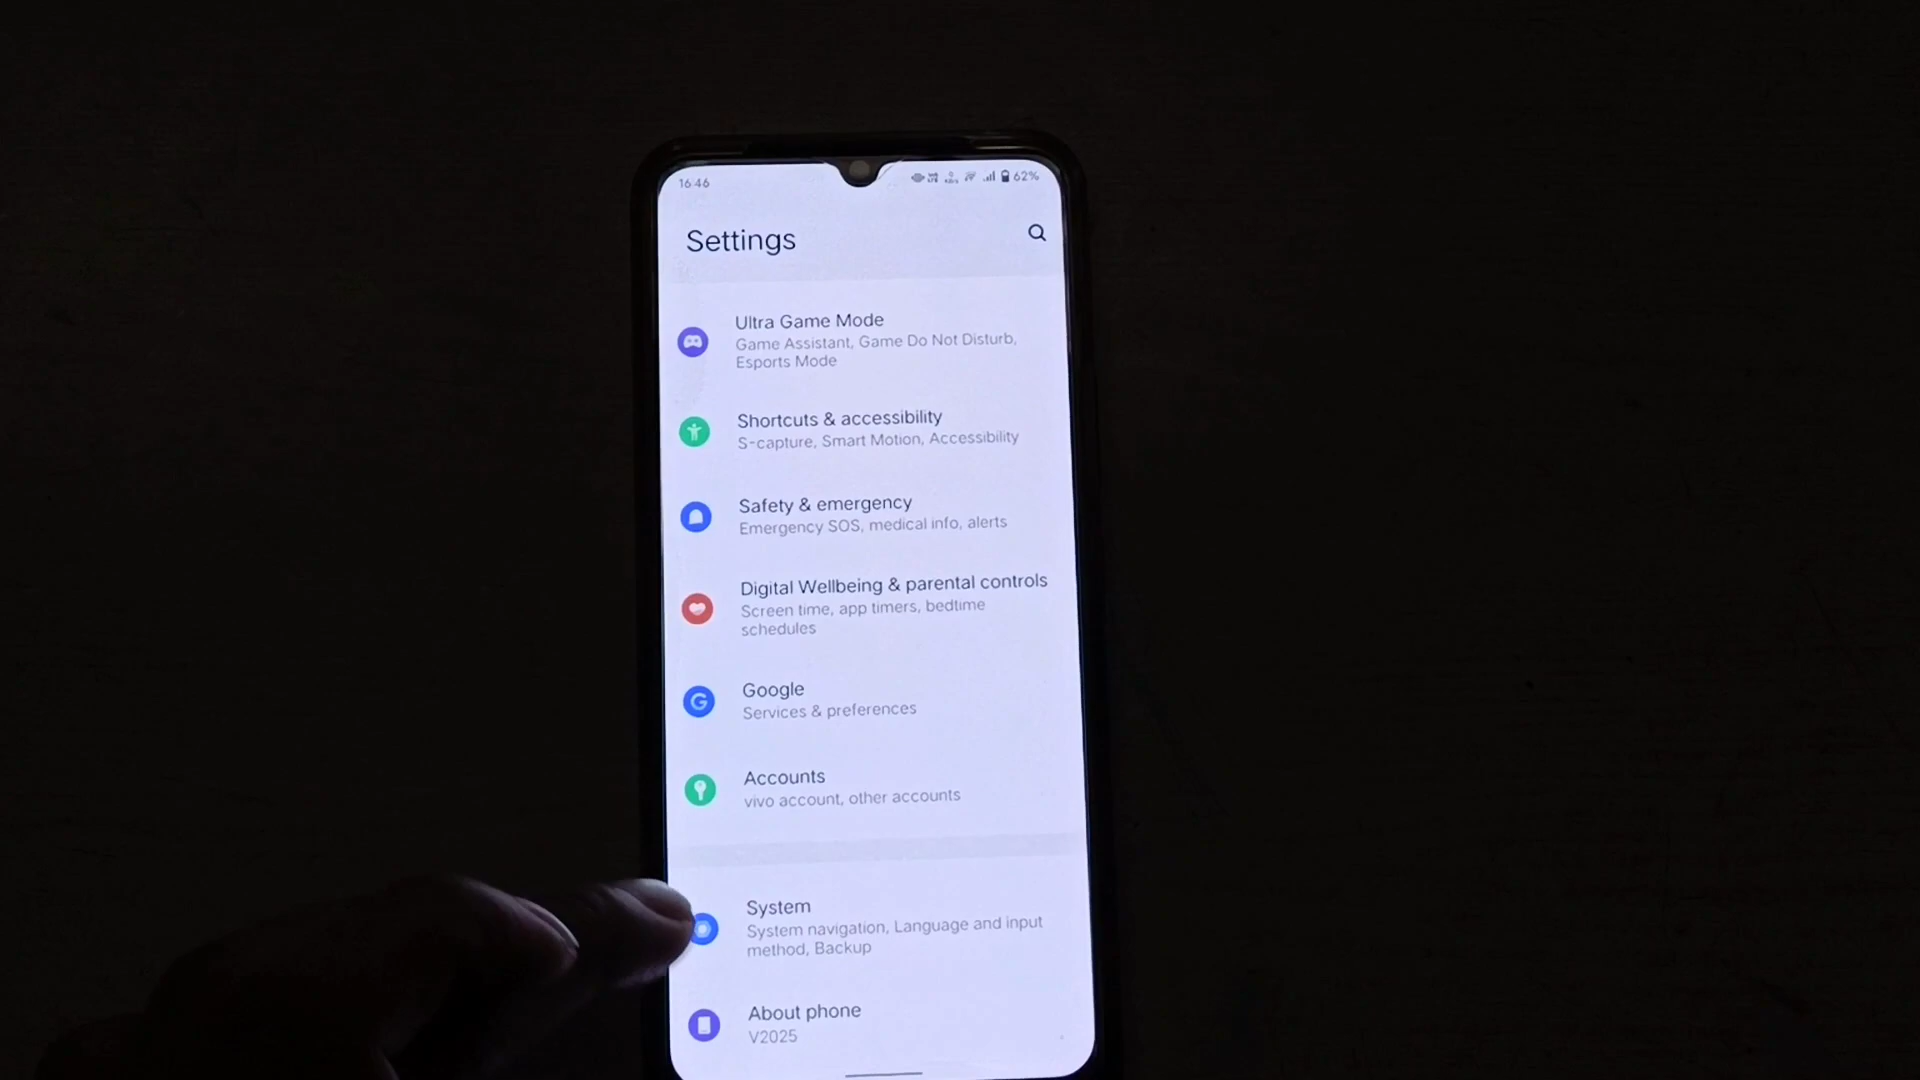 16:46
62%
Settings
Ultra Game Mode
Game Assistant, Game Do Not Disturb,
Esports Mode
Shortcuts & accessibility
S-capture, Smart Motion, Accessibility
Safety & emergency
Emergency SOS, medical info, alerts
Digital Wellbeing & parental controls
Screen time, app timers, bedtime
schedules
Google
Services & preferences
Accounts
vivo account, other accounts
System
System navigation, Language and input
method, Backup
About phone
V2025